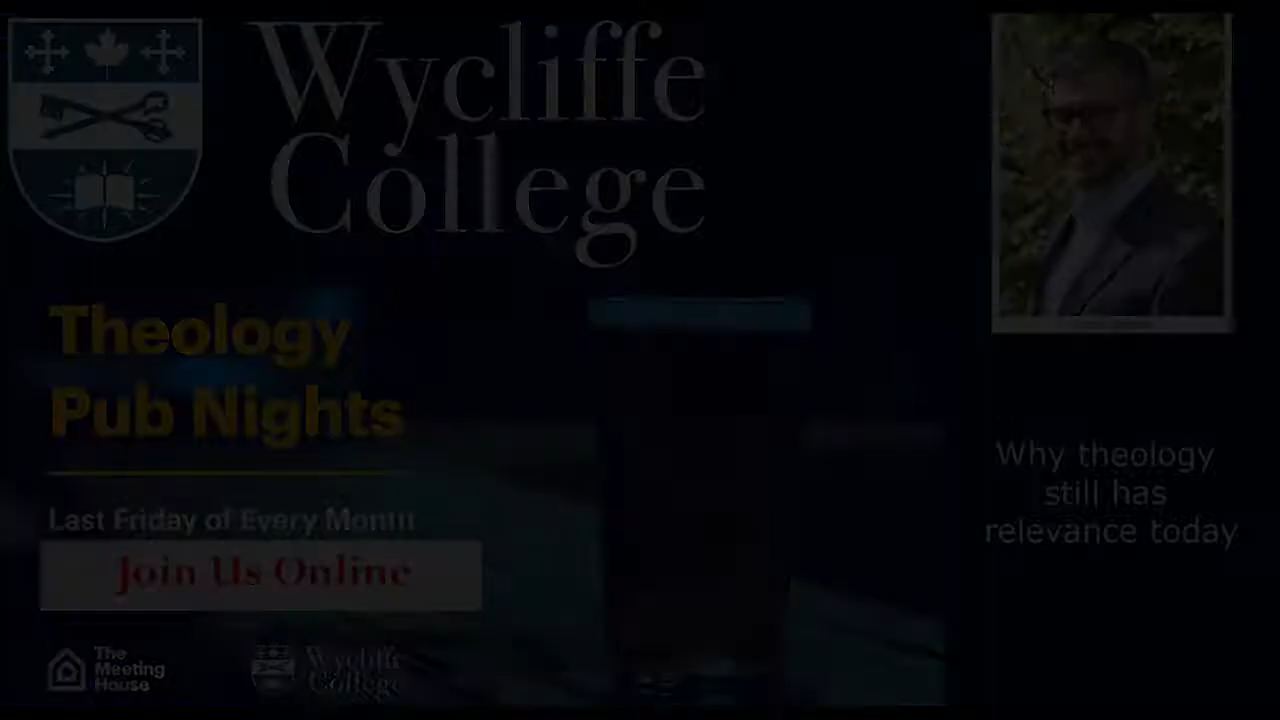 Wycliffe
College
Theology
Pub Nights
Last Friday of Every Month
Join Us Online
The
Meeting
House
Wycliffe
College
Why theology
still has
relevance today